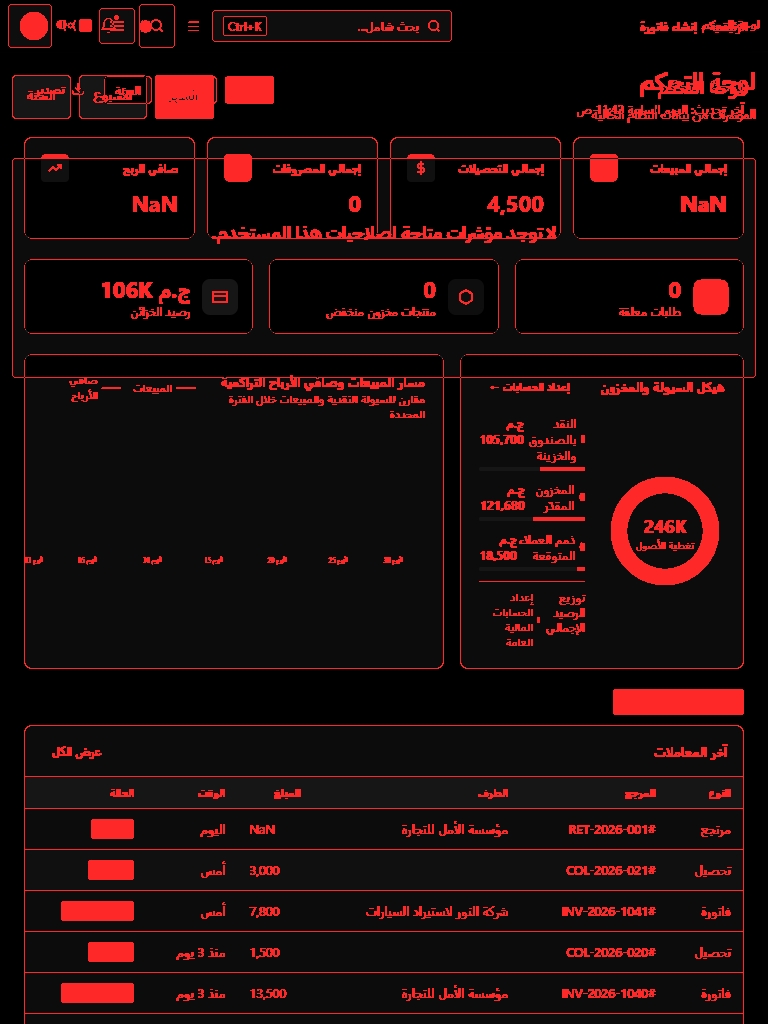 إنشاء فاتورة
بحث شامل...
Ctrl+K
لوحة التحكم
تصدير
إجمالي المبيعات
NaN
إجمالي التحصيلات
$
4,500
إجمالي المصروفات
0
صافي الربح
NaN
لا توجد مؤشرات متاحة لصلاحيات هذا المستخدم.
0
طلبات معلقة
0
منتجات مخزون منخفض
106K ج.م
رصيد الخزائن
هيكل السيولة والمخزون
إعداد الحسابات ←
النقد بالصندوق والخزينة
ج.م 105,700
المخزون المقدّر
ج.م 121,680
ذمم العملاء المتوقعة
ج.م 18,500
توزيع الرصيد الإجمالي
إعداد الحسابات المالية العامة
246K
تغطية الأصول
مسار المبيعات وصافي الأرباح التراكمية
مقارن للسيولة النقدية والمبيعات خلال الفترة
المحددة
المبيعات
صافي الأرباح
آخر المعاملات
عرض الكل
النوع المرجع الطرف المبلغ الوقت الحالة
مرتجع #RET-2026-001 مؤسسة الأمل للتجارة NaN اليوم
تحصيل #COL-2026-021 3,000 أمس
فاتورة #INV-2026-1041 شركة النور لاستيراد السيارات 7,800 أمس
تحصيل #COL-2026-020 1,500 منذ 3 يوم
فاتورة #INV-2026-1040 مؤسسة الأمل للتجارة 13,500 منذ 3 يوم